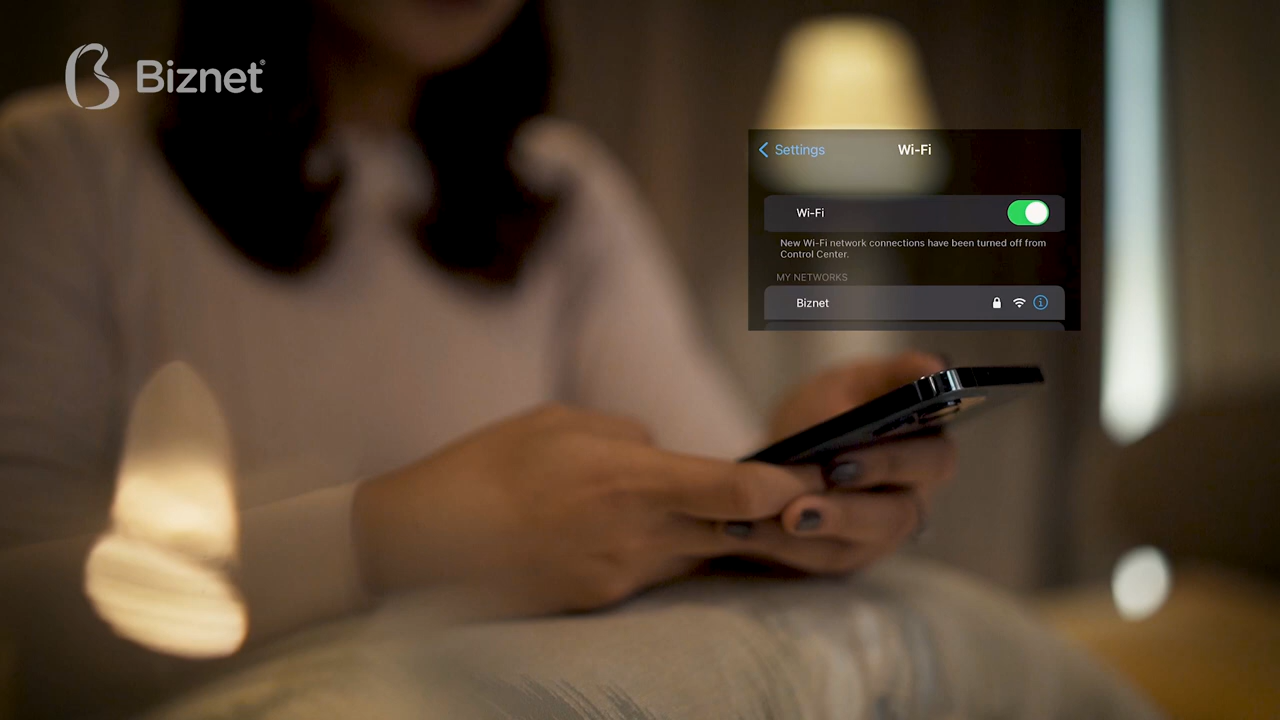 Biznet
Settings
Wi-Fi
Wi-Fi
New Wi-Fi network connections have been turned off from
Control Center.
MY NETWORKS
Biznet